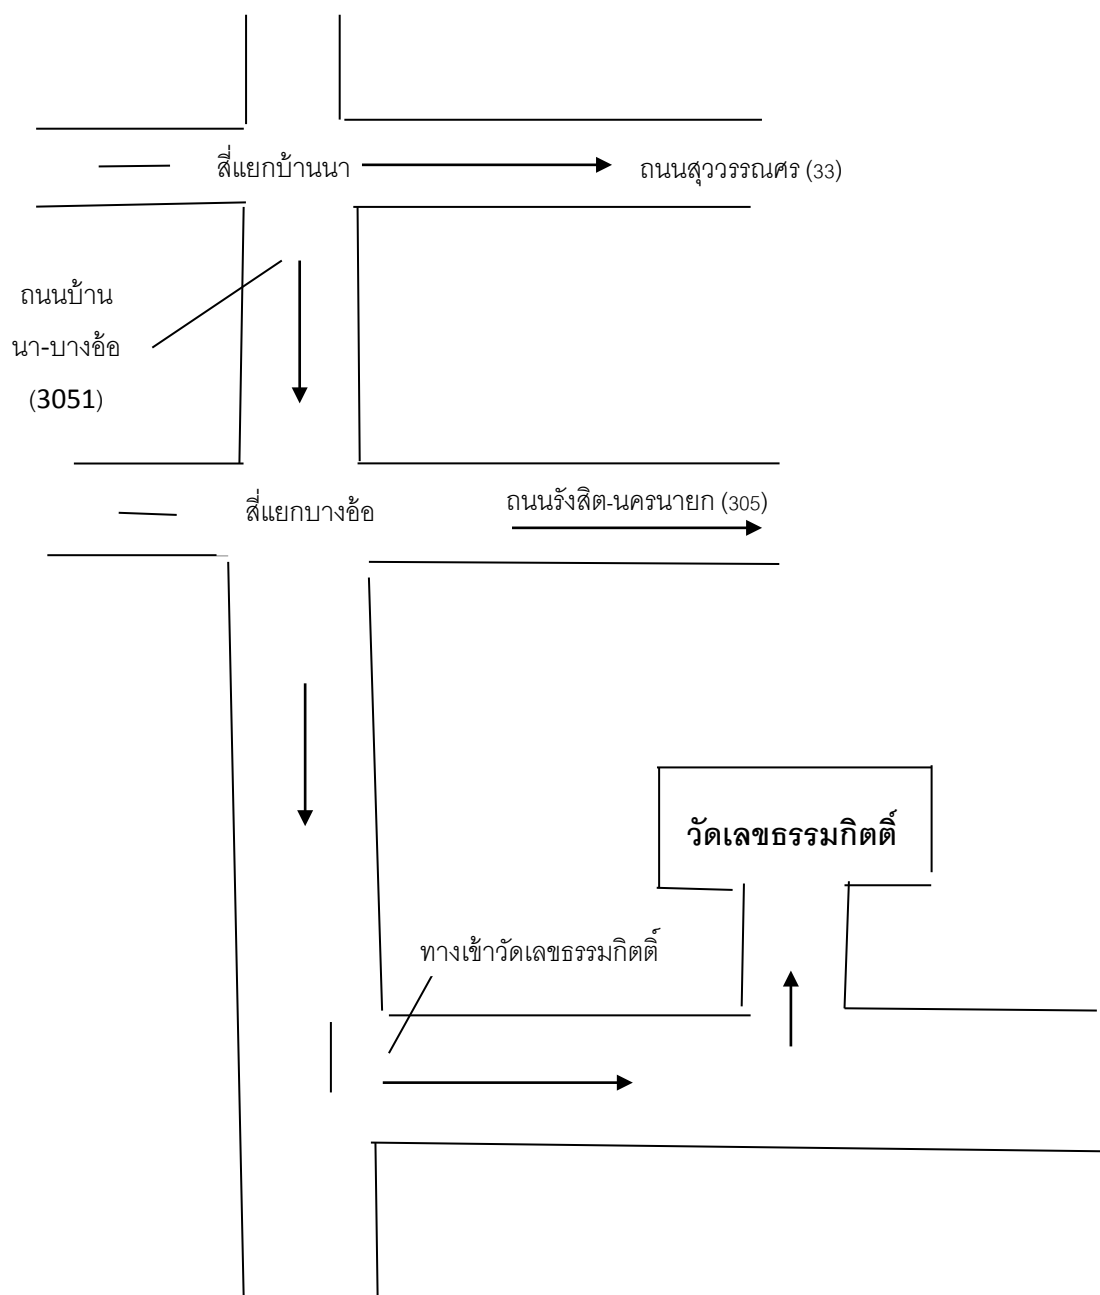 สี่แยกบ้านนา
ถนนสุววรรณศร (33)
ถนนบ้าน
นา-บางอ้อ
(3051)
สี่แยกบางอ้อ
ถนนรังสิต-นครนายก (305)
วัดเลขธรรมกิตติ์
ทางเข้าวัดเลขธรรมกิตติ์